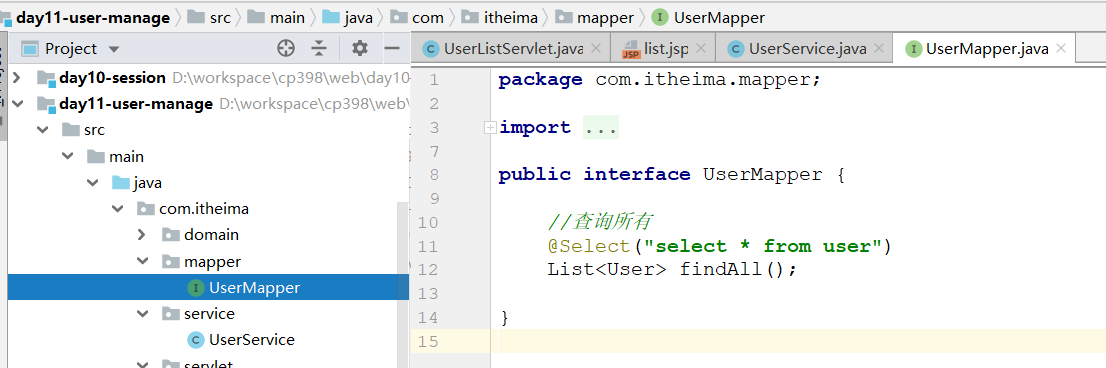 day11-user-manage src main java com itheima mapper UserMapper
Project
UserListServlet.java list.jsp UserService.java UserMapper.java
day10-session D:\workspace\cp398\web\day10
day11-user-manage D:\workspace\cp398\web\
src
main
java
com.itheima
domain
mapper
UserMapper
service
UserService
servlet
1 package com.itheima.mapper;
2
3 import ...
7
8 public interface UserMapper {
9
10 //查询所有
11 @Select("select * from user")
12 List<User> findAll();
13
14 }
15